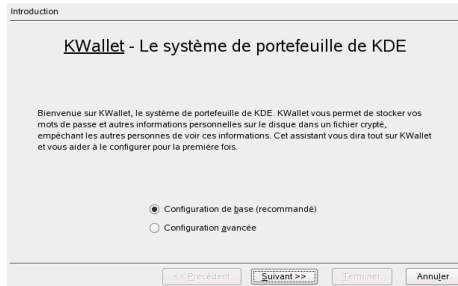 Introduction
KWallet - Le système de portefeuille de KDE
Bienvenue sur KWallet, le système de portefeuille de KDE. KWallet vous permet de stocker vos
mots de passe et autres informations personnelles sur le disque dans un fichier crypté,
empêchant les autres personnes de voir ces informations. Cet assistant vous dira tout sur KWallet
et vous aider à le configurer pour la première fois.
Configuration de base (recommandé)
Configuration avancée
<< Précédent Suivant >> Terminer Annuler